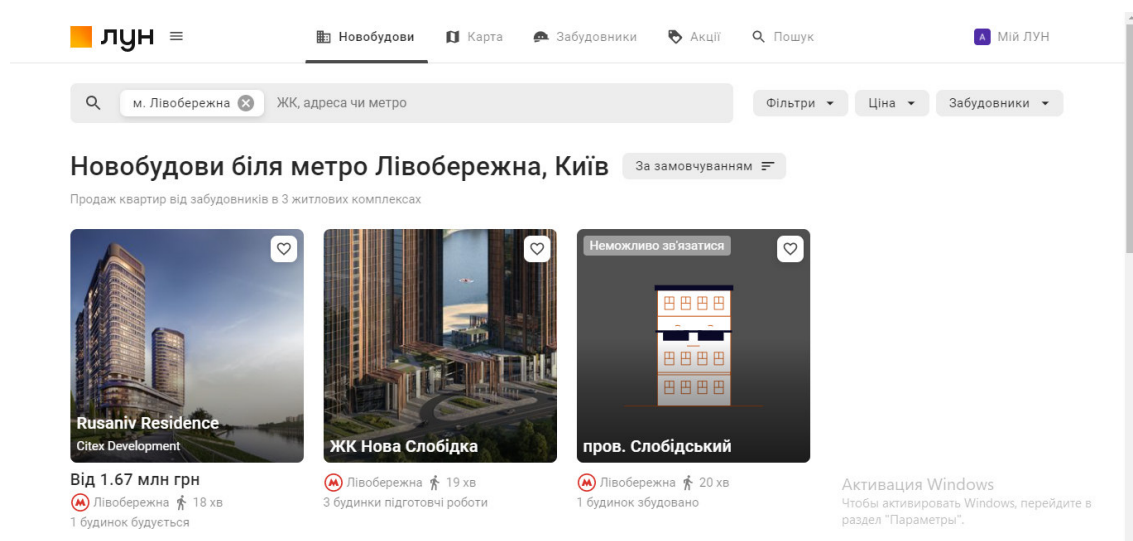 лун
Новобудови Карта Забудовники Акції Пошук А Мій ЛУН
м. Лівобережна ЖК, адреса чи метро Фільтри Ціна Забудовники
Новобудови біля метро Лівобережна, Київ За замовчуванням
Продаж квартир від забудовників в 3 житлових комплексах
Rusaniv Residence
Citex Development
Від 1.67 млн грн
М Лівобережна 18 хв
1 будинок будується
ЖК Нова Слобідка
М Лівобережна 19 хв
3 будинки підготовчі роботи
Неможливо зв'язатися
пров. Слобідський
М Лівобережна 20 хв
1 будинок збудовано
Активация Windows
Чтобы активировать Windows, перейдите в
раздел "Параметры".